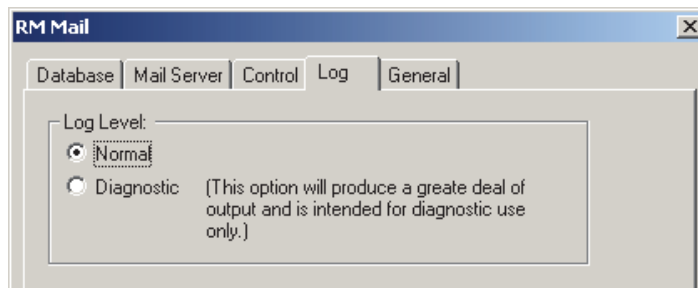 RM Mail
Database Mail Server Control Log General
Log Level:
Normal
Diagnostic (This option will produce a greate deal of
output and is intended for diagnostic use
only.)